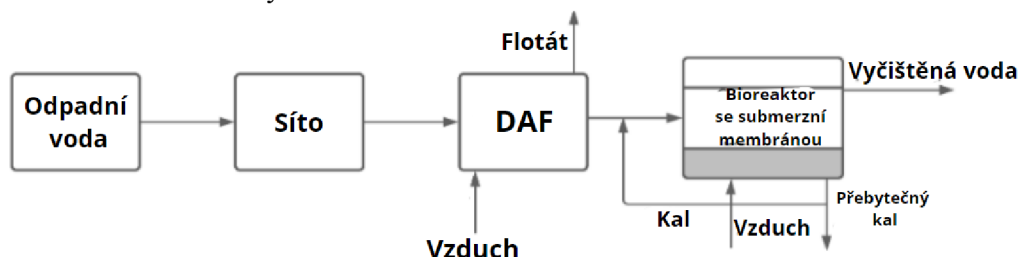 Flotát
Odpadní
voda
Síto
DAF
Bioreaktor
se submerzní
membránou
Vyčištěná voda
Vzduch
Kal
Vzduch
Přebytečný
kal